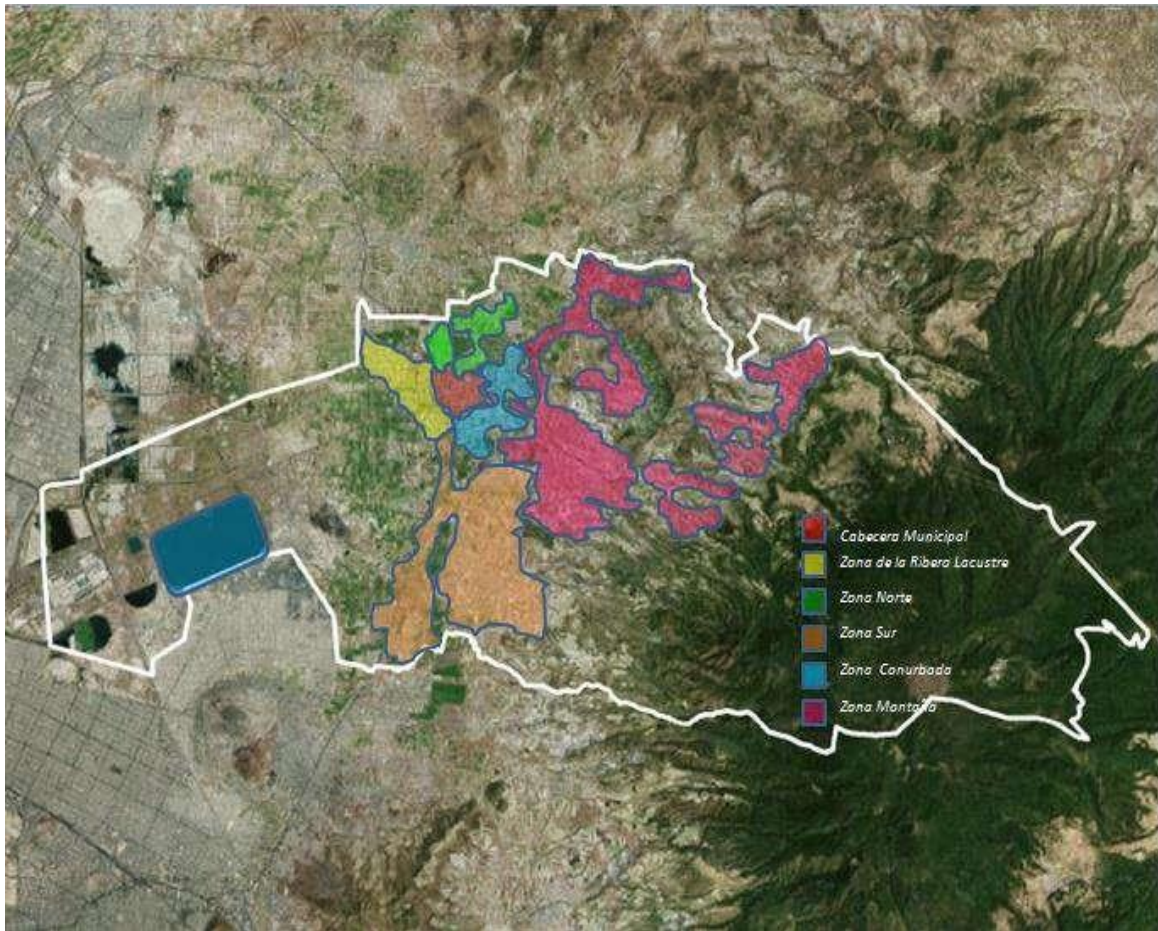 Cabecera Municipal
Zona de la Ribera Lacustre
Zona Norte
Zona Sur
Zona Conurbada
Zona Montaña